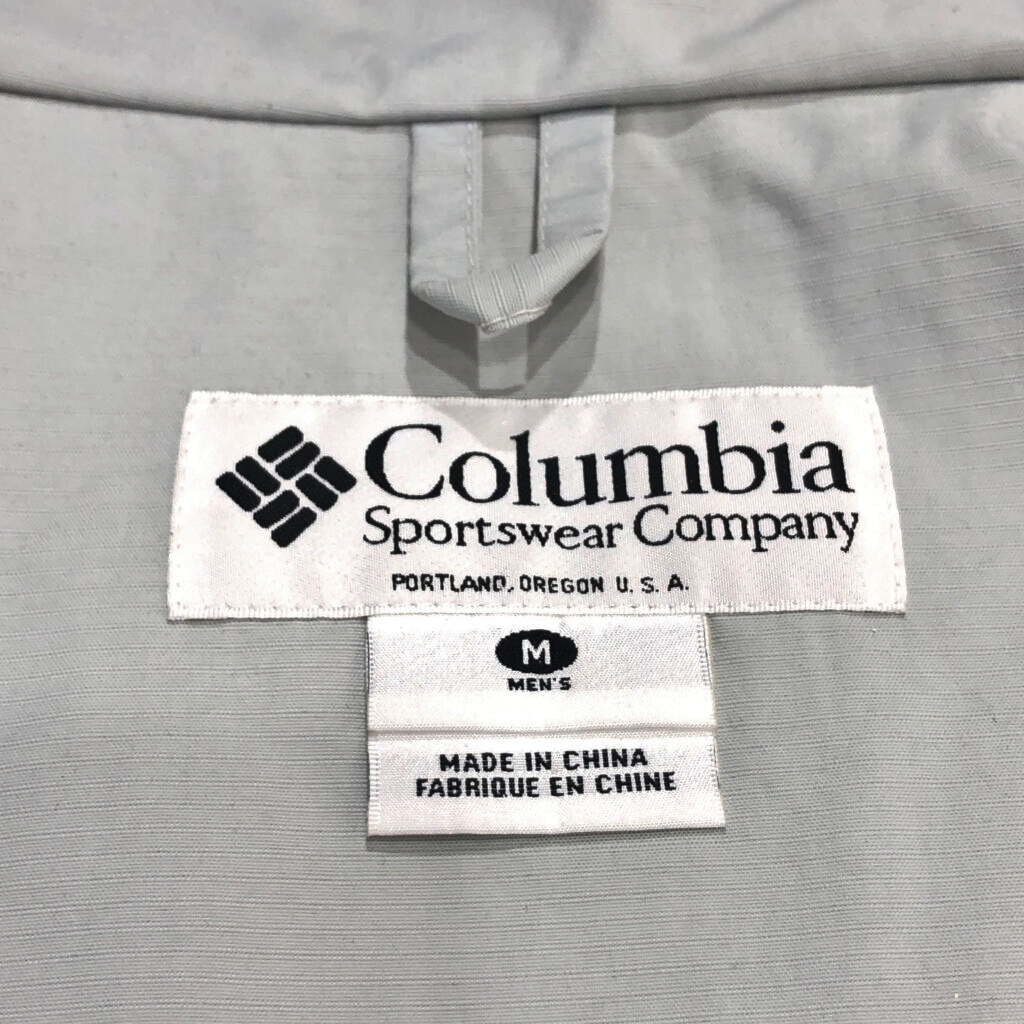 Columbia
Sportswear Company
PORTLAND, OREGON U. S. A.
M
MEN'S
MADE IN CHINA
FABRIQUE EN CHINE